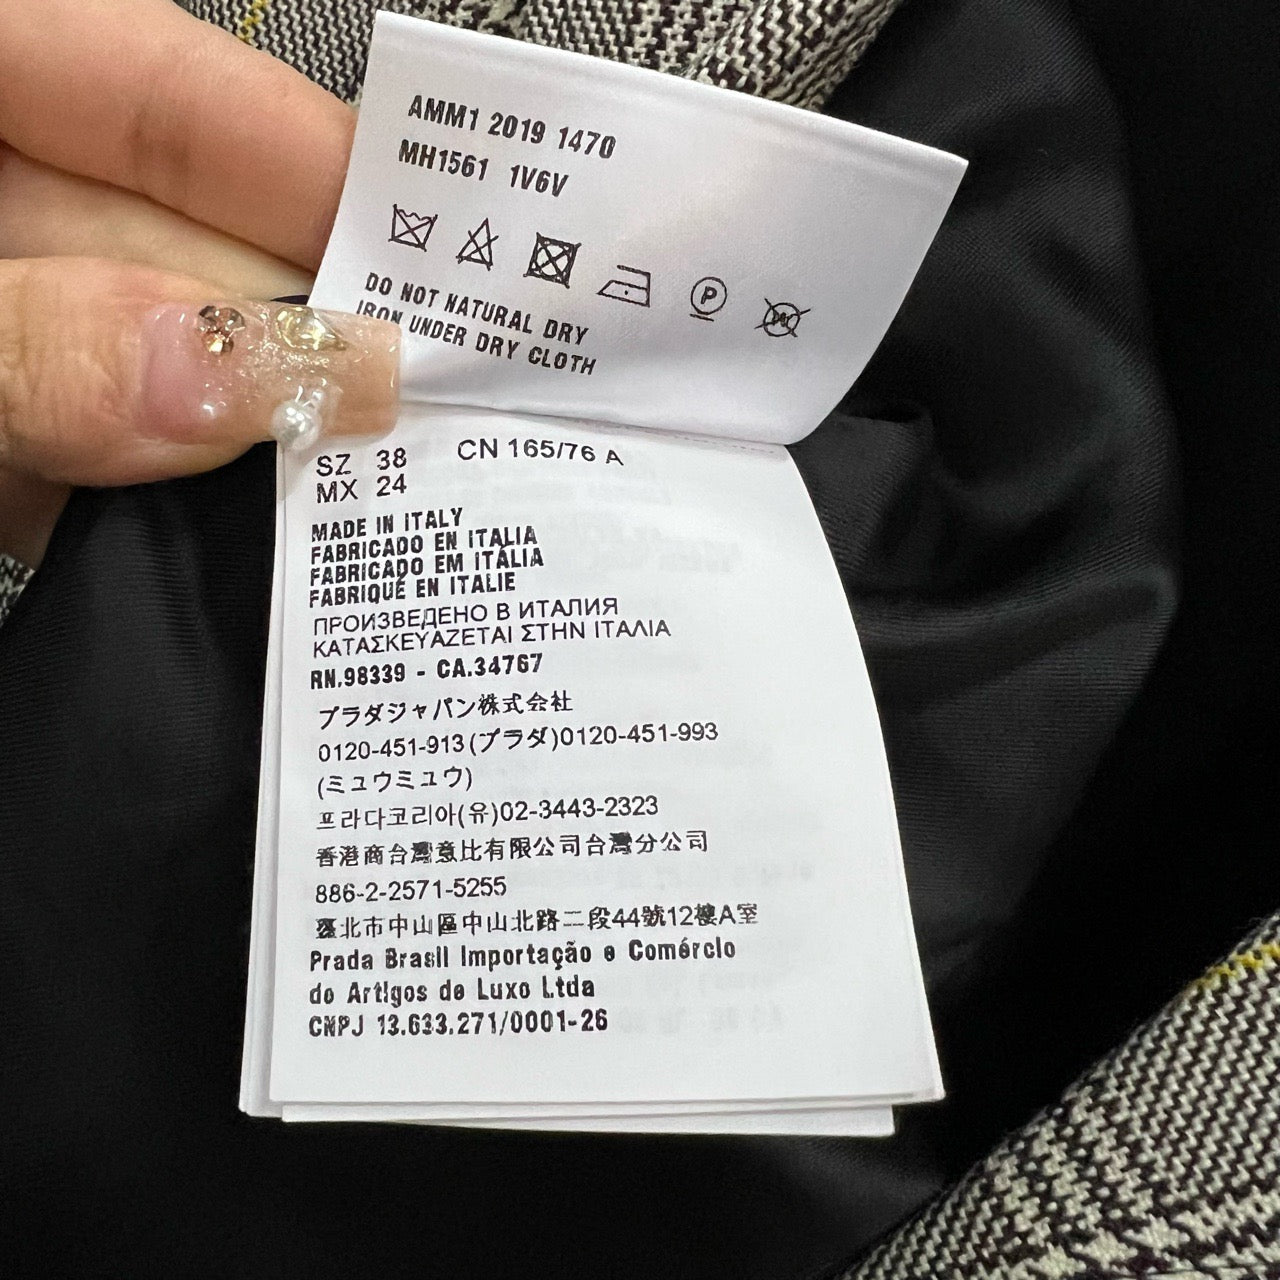 AMM1 2019 1470
MH1561 1V6V
P
DO NOT NATURAL DRY
IRON UNDER DRY CLOTH
SZ 38 CN 165/76 A
MX 24
MADE IN ITALY
FABRICADO EN ITALIA
FABRICADO EM ITÁLIA
FABRIQUÉ EN ITALIE
ПРОИЗВЕДЕНО В ИТАЛИЯ
ΚΑΤΑΣΚΕΥΑΖΕΤΑΙ ΣΤΗΝ ΙΤΑΛΙΑ
RN.98339 - CA.34767
プラダジャパン株式会社
0120-451-913(プラダ)0120-451-993
(ミュウミュウ)
프라다코리아(유)02-3443-2323
香港商台灣意比有限公司台灣分公司
886-2-2571-5255
臺北市中山區中山北路二段44號12樓A室
Prada Brasil Importação e Comércio
de Artigos de Luxo Ltda
CNPJ 13.633.271/0001-26